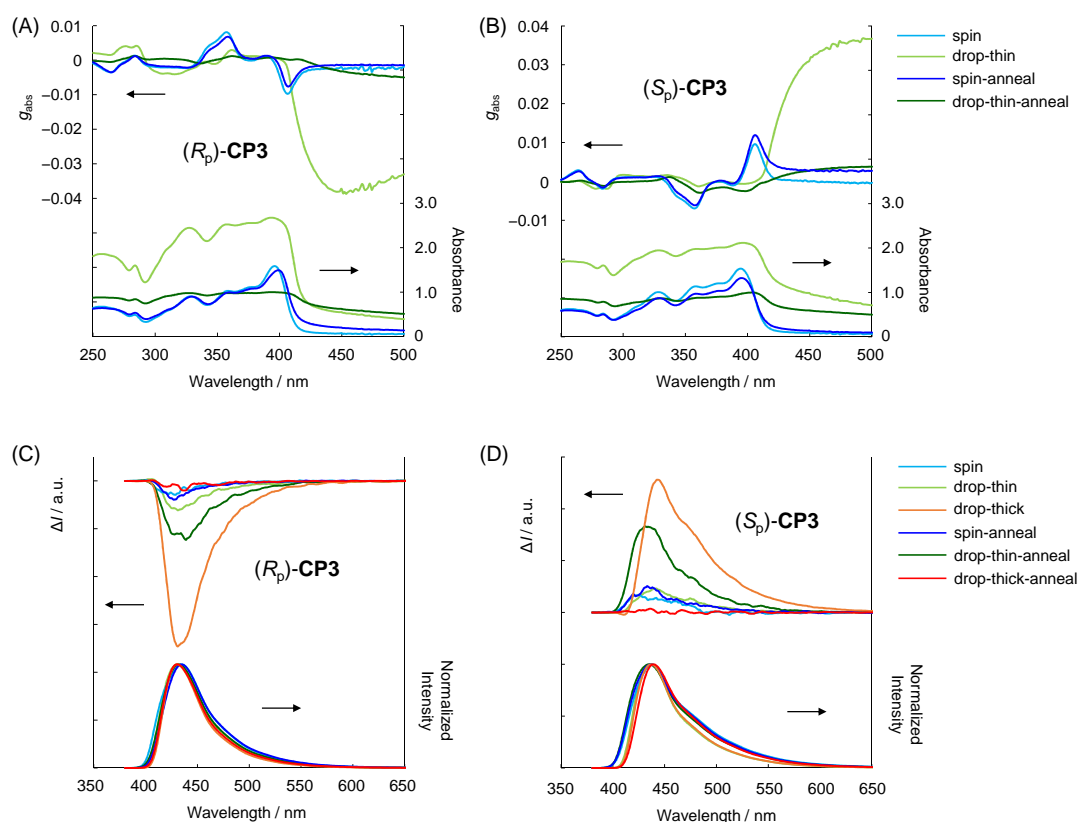 (A)
0.01
0
−0.01
−0.02
−0.03
−0.04
gabs
(Rp)-CP3
3.0
2.0
1.0
0
Absorbance
250 300 350 400 450 500
Wavelength / nm
(B)
0.04
0.03
0.02
0.01
0
−0.01
gabs
(Sp)-CP3
3.0
2.0
1.0
0
Absorbance
250 300 350 400 450 500
Wavelength / nm
spin
drop-thin
spin-anneal
drop-thin-anneal
(C)
ΔI / a.u.
(Rp)-CP3
Normalized
Intensity
350 400 450 500 550 600 650
Wavelength / nm
(D)
ΔI / a.u.
(Sp)-CP3
Normalized
Intensity
350 400 450 500 550 600 650
Wavelength / nm
spin
drop-thin
drop-thick
spin-anneal
drop-thin-anneal
drop-thick-anneal